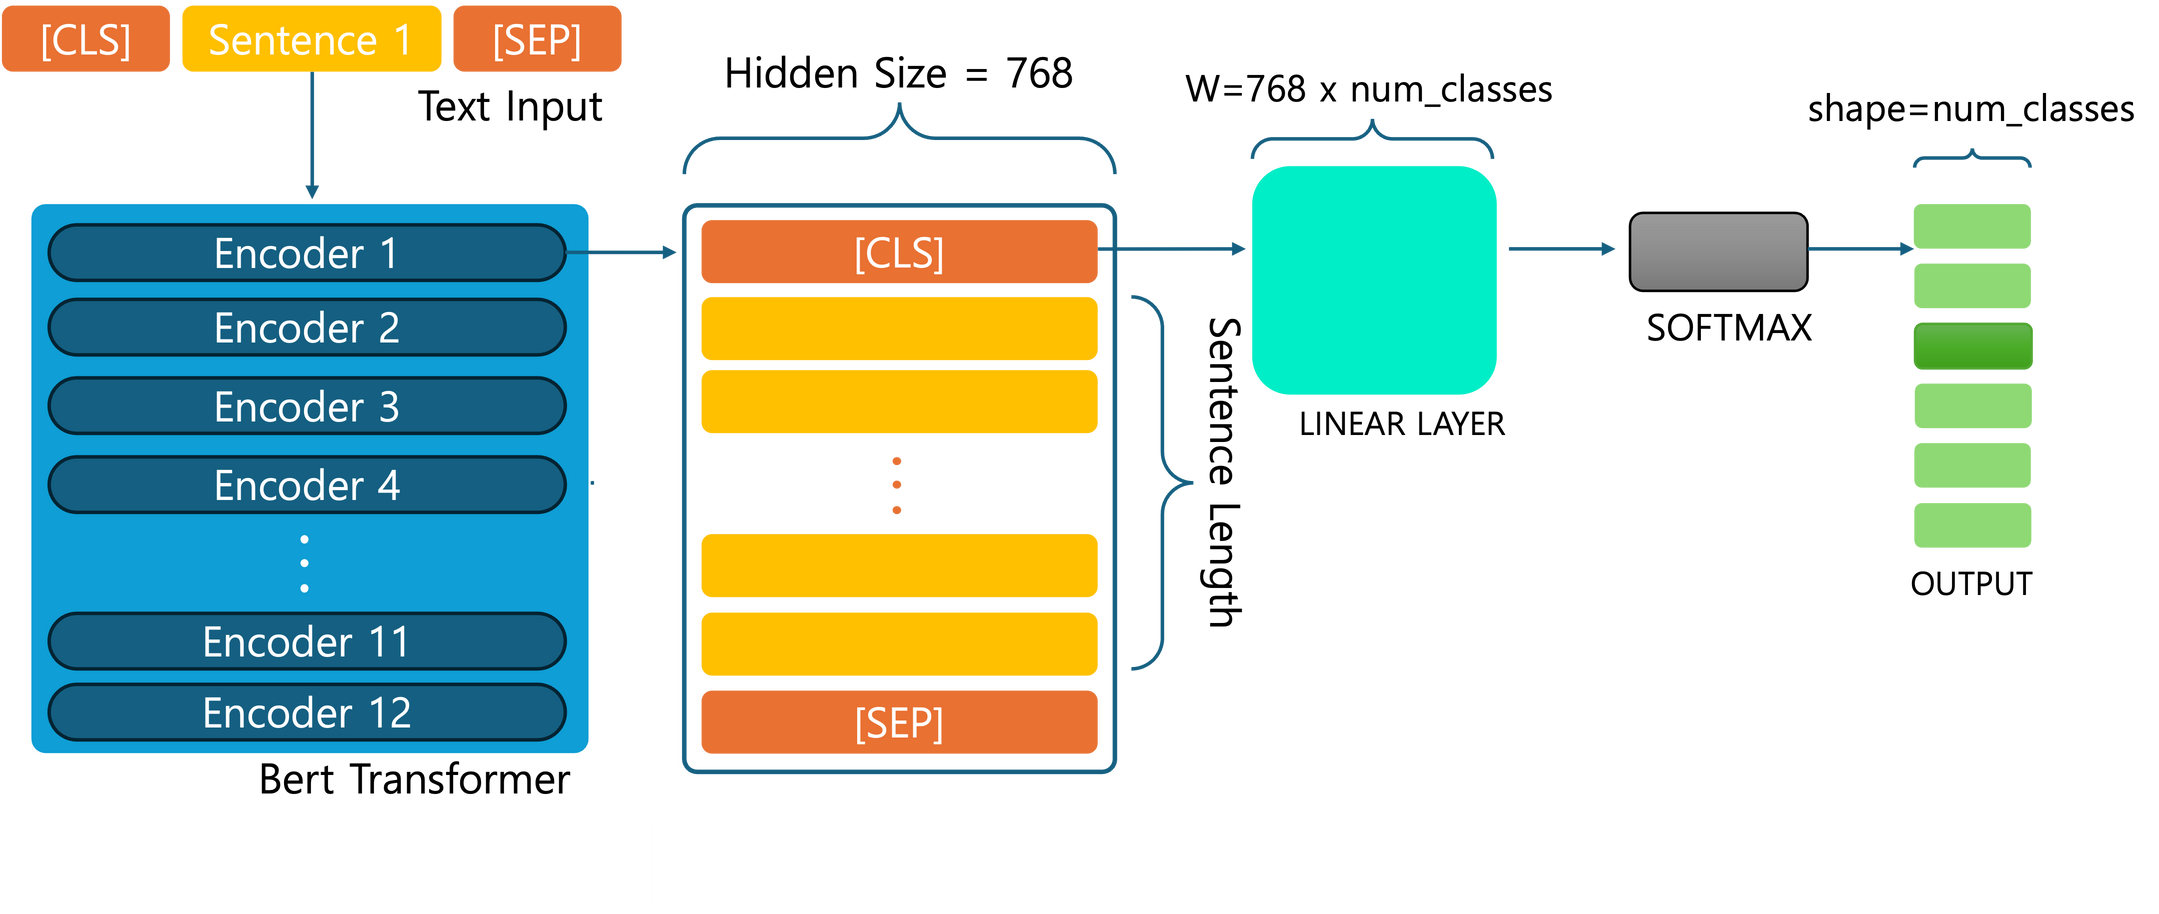 [CLS]
Sentence 1
[SEP]
Text Input
Encoder 1
Encoder 2
Encoder 3
Encoder 4
Encoder 11
Encoder 12
Bert Transformer
Hidden Size = 768
[CLS]
[SEP]
Sentence Length
W=768 x num_classes
LINEAR LAYER
SOFTMAX
shape=num_classes
OUTPUT